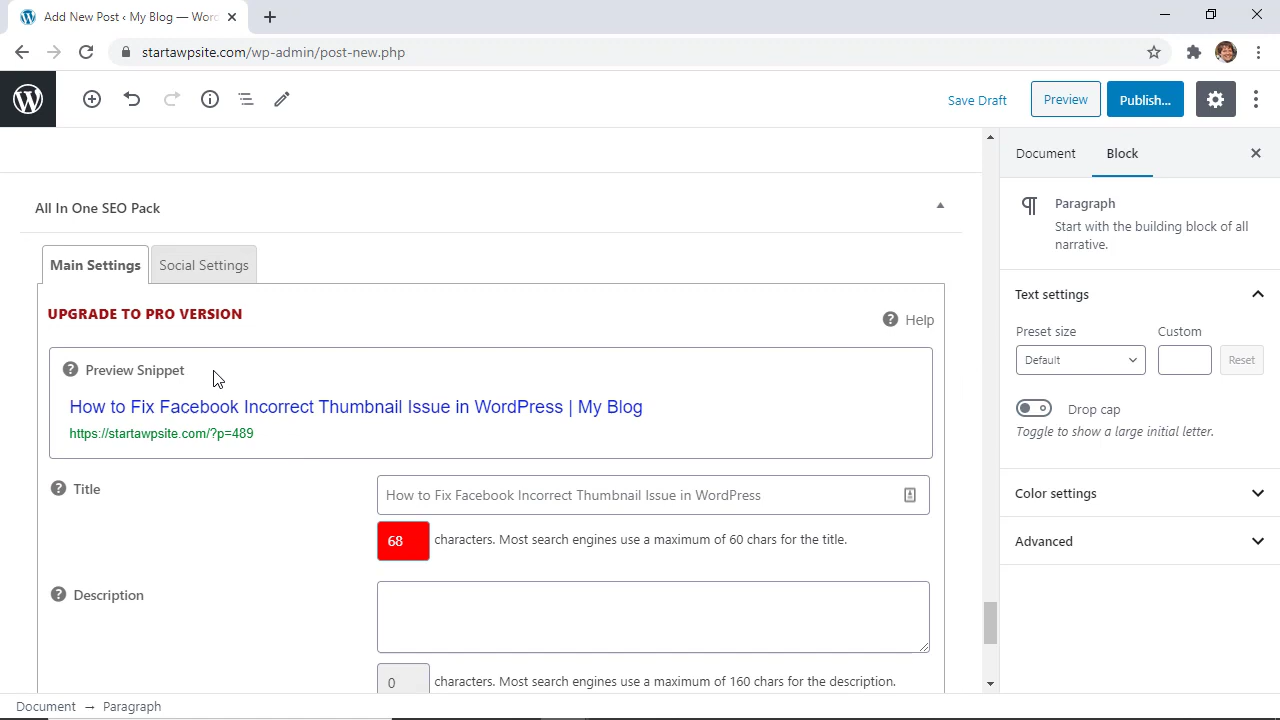 Add New Post ‹ My Blog — Word
startawpsite.com/wp-admin/post-new.php
Save Draft
Preview
Publish...
Document
Block
All In One SEO Pack
Main Settings
Social Settings
UPGRADE TO PRO VERSION
Help
Preview Snippet
How to Fix Facebook Incorrect Thumbnail Issue in WordPress | My Blog
https://startawpsite.com/?p=489
Title
How to Fix Facebook Incorrect Thumbnail Issue in WordPress
68 characters. Most search engines use a maximum of 60 chars for the title.
Description
0 characters. Most search engines use a maximum of 160 chars for the description.
Paragraph
Start with the building block of all
narrative.
Text settings
Preset size
Custom
Default
Reset
Drop cap
Toggle to show a large initial letter.
Color settings
Advanced
Document → Paragraph